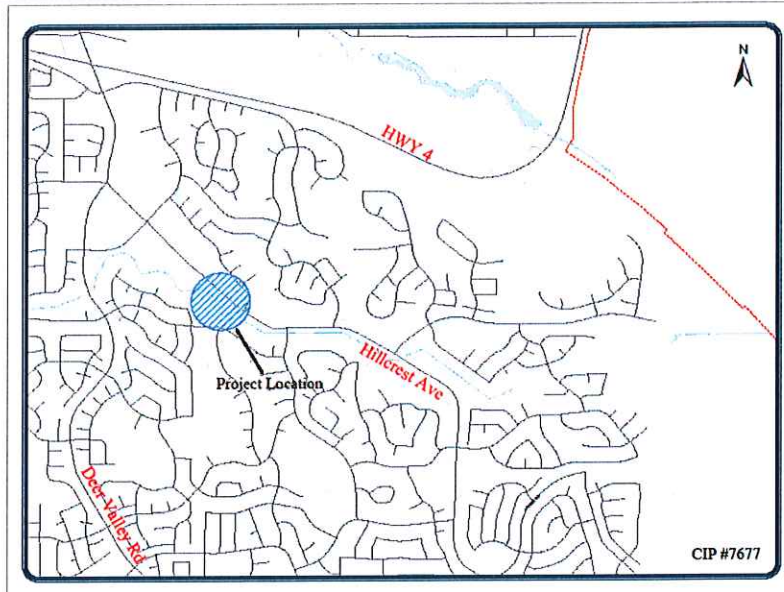 N
HWY 4
Project Location
Hillcrest Ave
Deer Valley Rd
CIP #7677